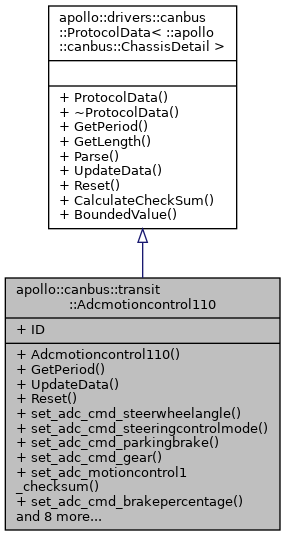 apollo::drivers::canbus
::ProtocolData< ::apollo
::canbus::ChassisDetail >
+ ProtocolData()
+ ~ProtocolData()
+ GetPeriod()
+ GetLength()
+ Parse()
+ UpdateData()
+ Reset()
+ CalculateCheckSum()
+ BoundedValue()
apollo::canbus::transit
::Adcmotioncontrol110
+ ID
+ Adcmotioncontrol110()
+ GetPeriod()
+ UpdateData()
+ Reset()
+ set_adc_cmd_steerwheelangle()
+ set_adc_cmd_steeringcontrolmode()
+ set_adc_cmd_parkingbrake()
+ set_adc_cmd_gear()
+ set_adc_motioncontrol1
_checksum()
+ set_adc_cmd_brakepercentage()
and 8 more...